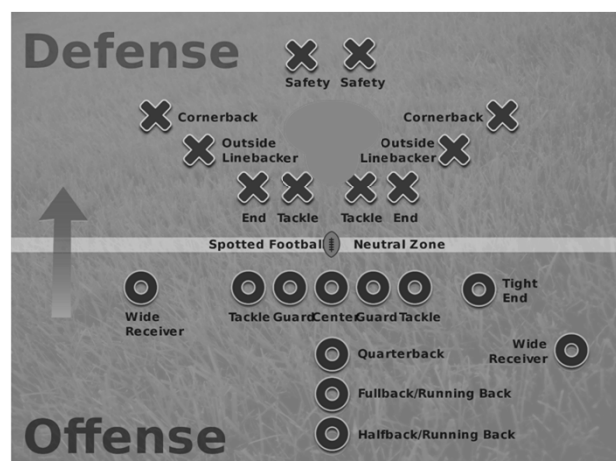 Defense
Safety Safety
Cornerback Cornerback
Outside Outside
Linebacker Linebacker
End Tackle Tackle End
Spotted Football Neutral Zone
Tight
End
Wide
Receiver
Tackle Guard Center Guard Tackle
Wide
Receiver
Quarterback
Fullback/Running Back
Halfback/Running Back
Offense